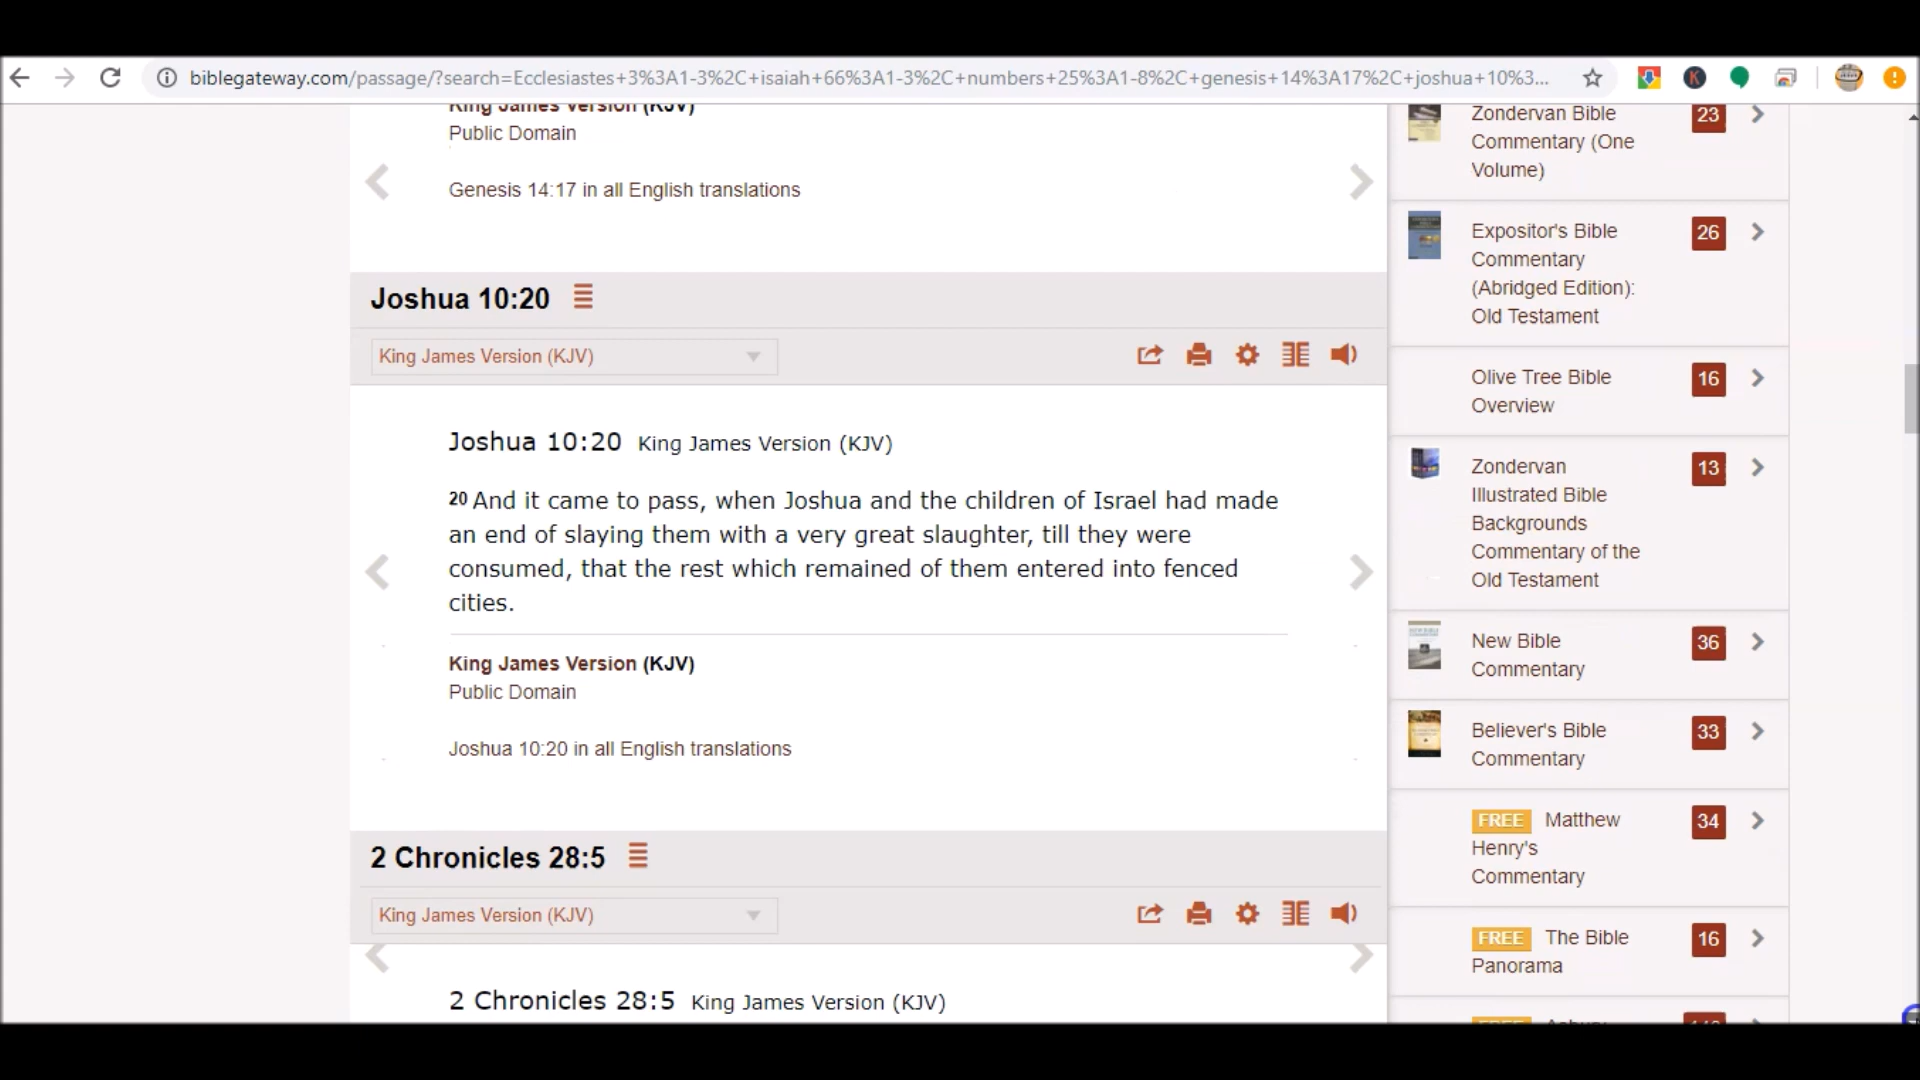 biblegateway.com/passage/?search=Ecclesiastes+3%3A1-3%2C+isaiah+66%3A1-3%2C+numbers+25%3A1-8%2C+genesis+14%3A17%2C+joshua+10%3...
King James Version (KJV)
Public Domain
Genesis 14:17 in all English translations
Joshua 10:20
King James Version (KJV)
Joshua 10:20 King James Version (KJV)
20 And it came to pass, when Joshua and the children of Israel had made
an end of slaying them with a very great slaughter, till they were
consumed, that the rest which remained of them entered into fenced
cities.
King James Version (KJV)
Public Domain
Joshua 10:20 in all English translations
2 Chronicles 28:5
King James Version (KJV)
2 Chronicles 28:5 King James Version (KJV)
Zondervan Bible 23
Commentary (One
Volume)
Expositor's Bible 26
Commentary
(Abridged Edition):
Old Testament
Olive Tree Bible 16
Overview
Zondervan 13
Illustrated Bible
Backgrounds
Commentary of the
Old Testament
New Bible 36
Commentary
Believer's Bible 33
Commentary
FREE Matthew 34
Henry's
Commentary
FREE The Bible 16
Panorama